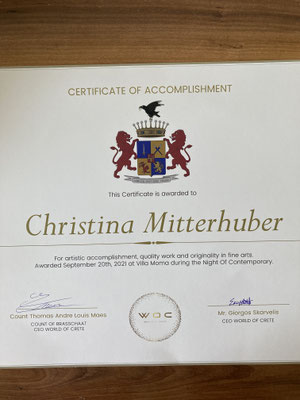 CERTIFICATE OF ACCOMPLISHMENT
This Certificate is awarded to
Christina Mitterhuber
For artistic accomplishment, quality work and originality in fine arts.
Awarded September 20th, 2021 at Villa Moma during the Night Of Contemporary.
Count Thomas Andre Louis Maes
COUNT OF BRASSCHAAT
CEO WORLD OF CRETE
WOC
Mr. Giorgos Skarvelis
CEO WORLD OF CRETE